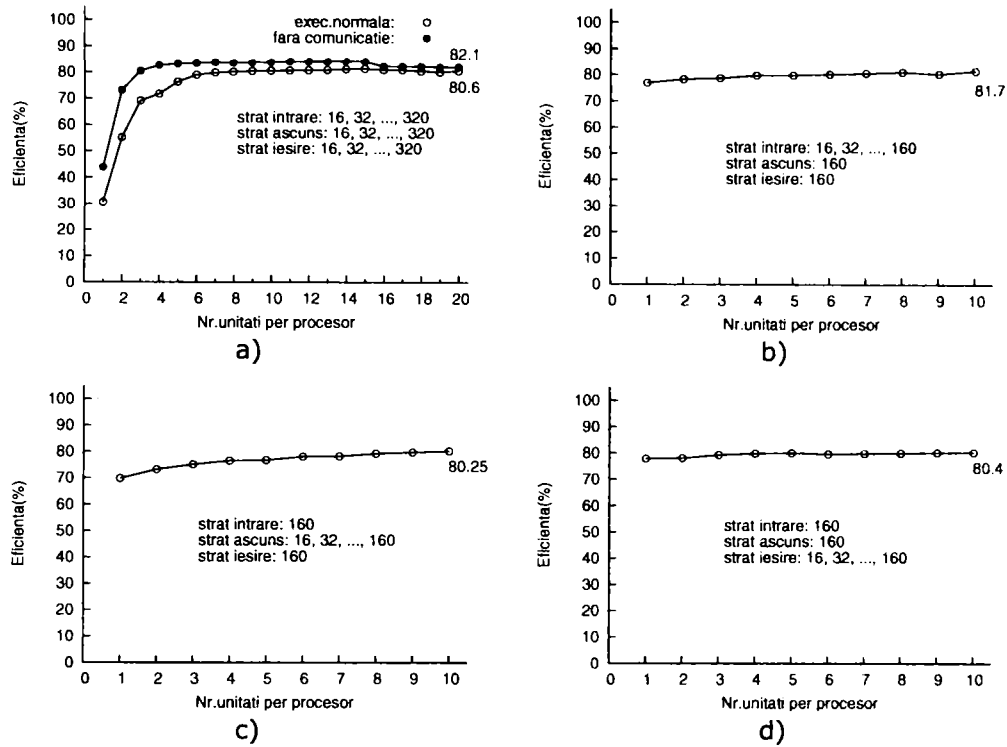 exec.normala:
fara comunicatie:
100
90
80
70
60
50
40
30
20
10
0
Eficienta(%)
82.1
80.6
strat intrare: 16, 32, ..., 320
strat ascuns: 16, 32, ..., 320
strat iesire: 16, 32, ..., 320
0 2 4 6 8 10 12 14 16 18 20
Nr.unitati per procesor
a)
100
90
80
70
60
50
40
30
20
10
0
Eficienta(%)
81.7
strat intrare: 16, 32, ..., 160
strat ascuns: 160
strat iesire: 160
0 1 2 3 4 5 6 7 8 9 10
Nr.unitati per procesor
b)
100
90
80
70
60
50
40
30
20
10
0
Eficienta(%)
80.25
strat intrare: 160
strat ascuns: 16, 32, ..., 160
strat iesire: 160
0 1 2 3 4 5 6 7 8 9 10
Nr.unitati per procesor
c)
100
90
80
70
60
50
40
30
20
10
0
Eficienta(%)
80.4
strat intrare: 160
strat ascuns: 160
strat iesire: 16, 32, ..., 160
0 1 2 3 4 5 6 7 8 9 10
Nr.unitati per procesor
d)